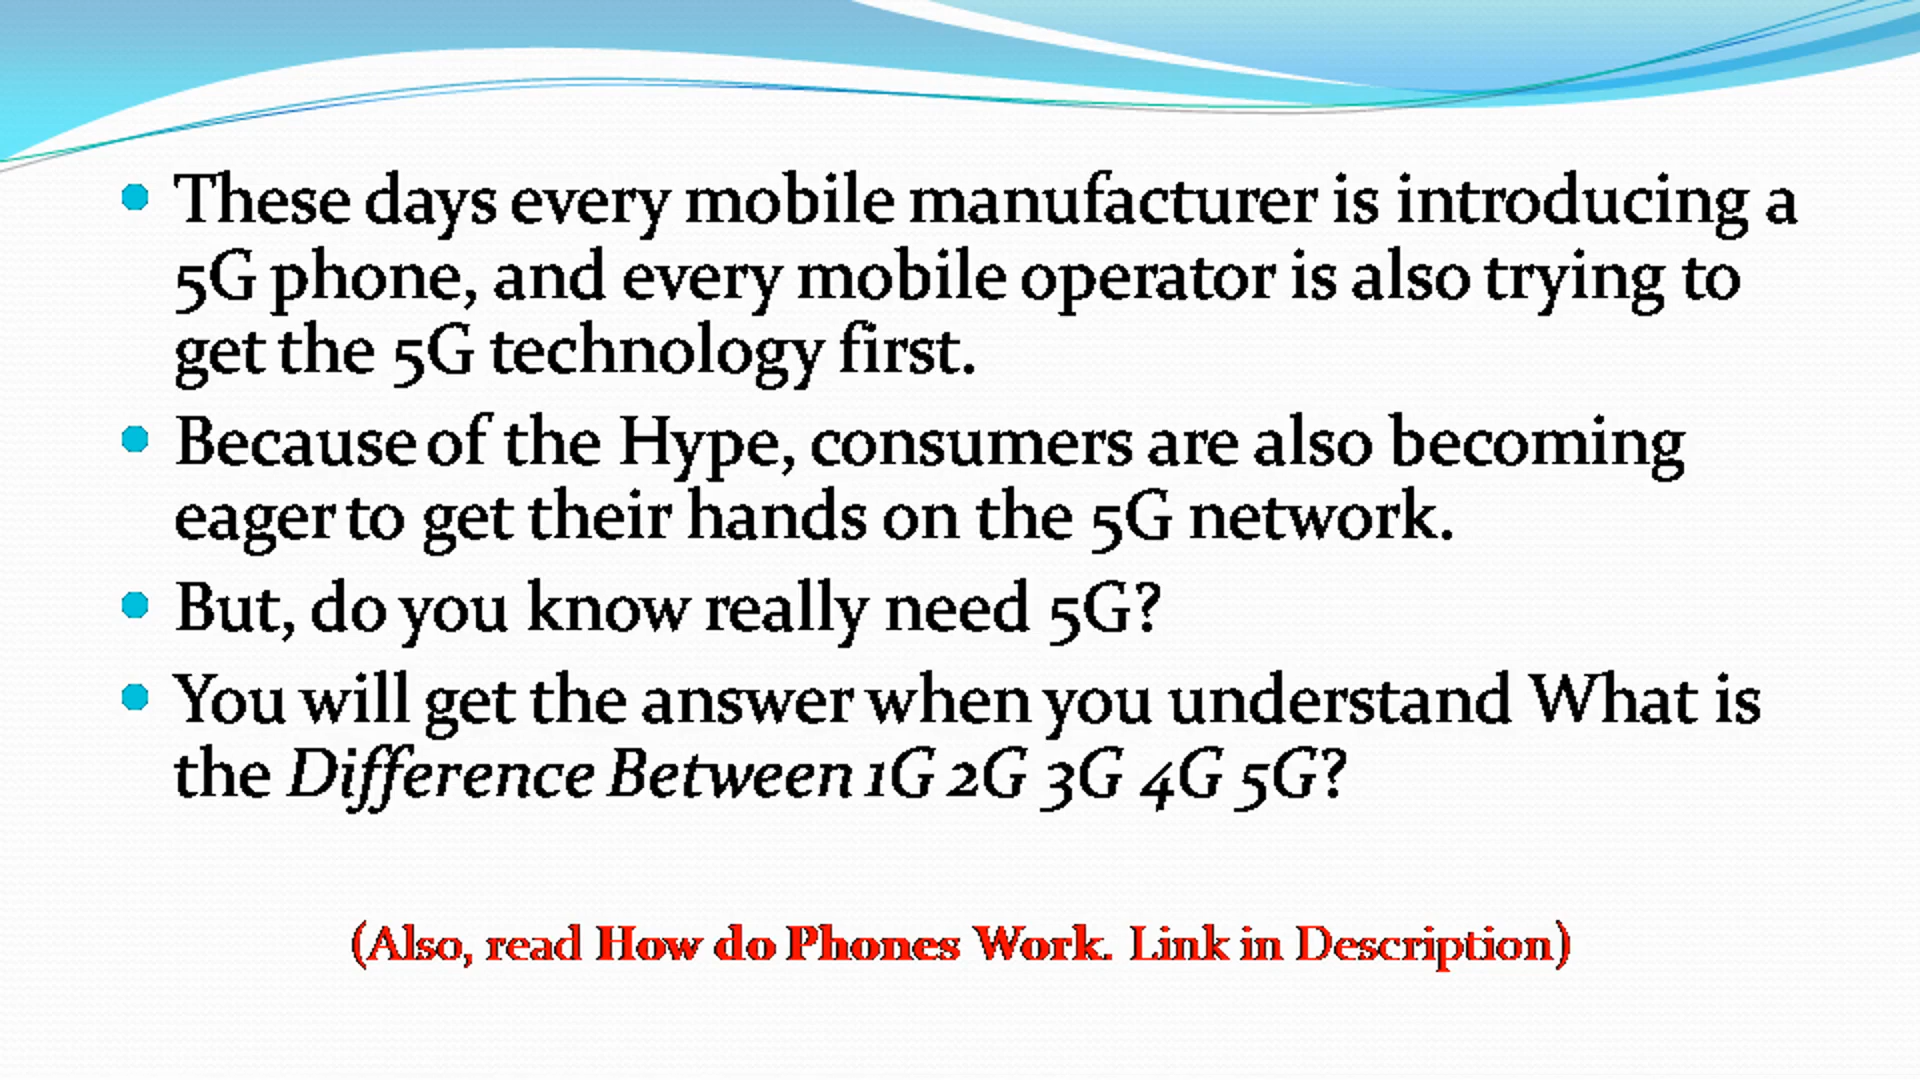 These days every mobile manufacturer is introducing a
5G phone, and every mobile operator is also trying to
get the 5G technology first.
Because of the Hype, consumers are also becoming
eager to get their hands on the 5G network.
But, do you know really need 5G?
You will get the answer when you understand What is
the Difference Between 1G 2G 3G 4G 5G?
(Also, read How do Phones Work. Link in Description)